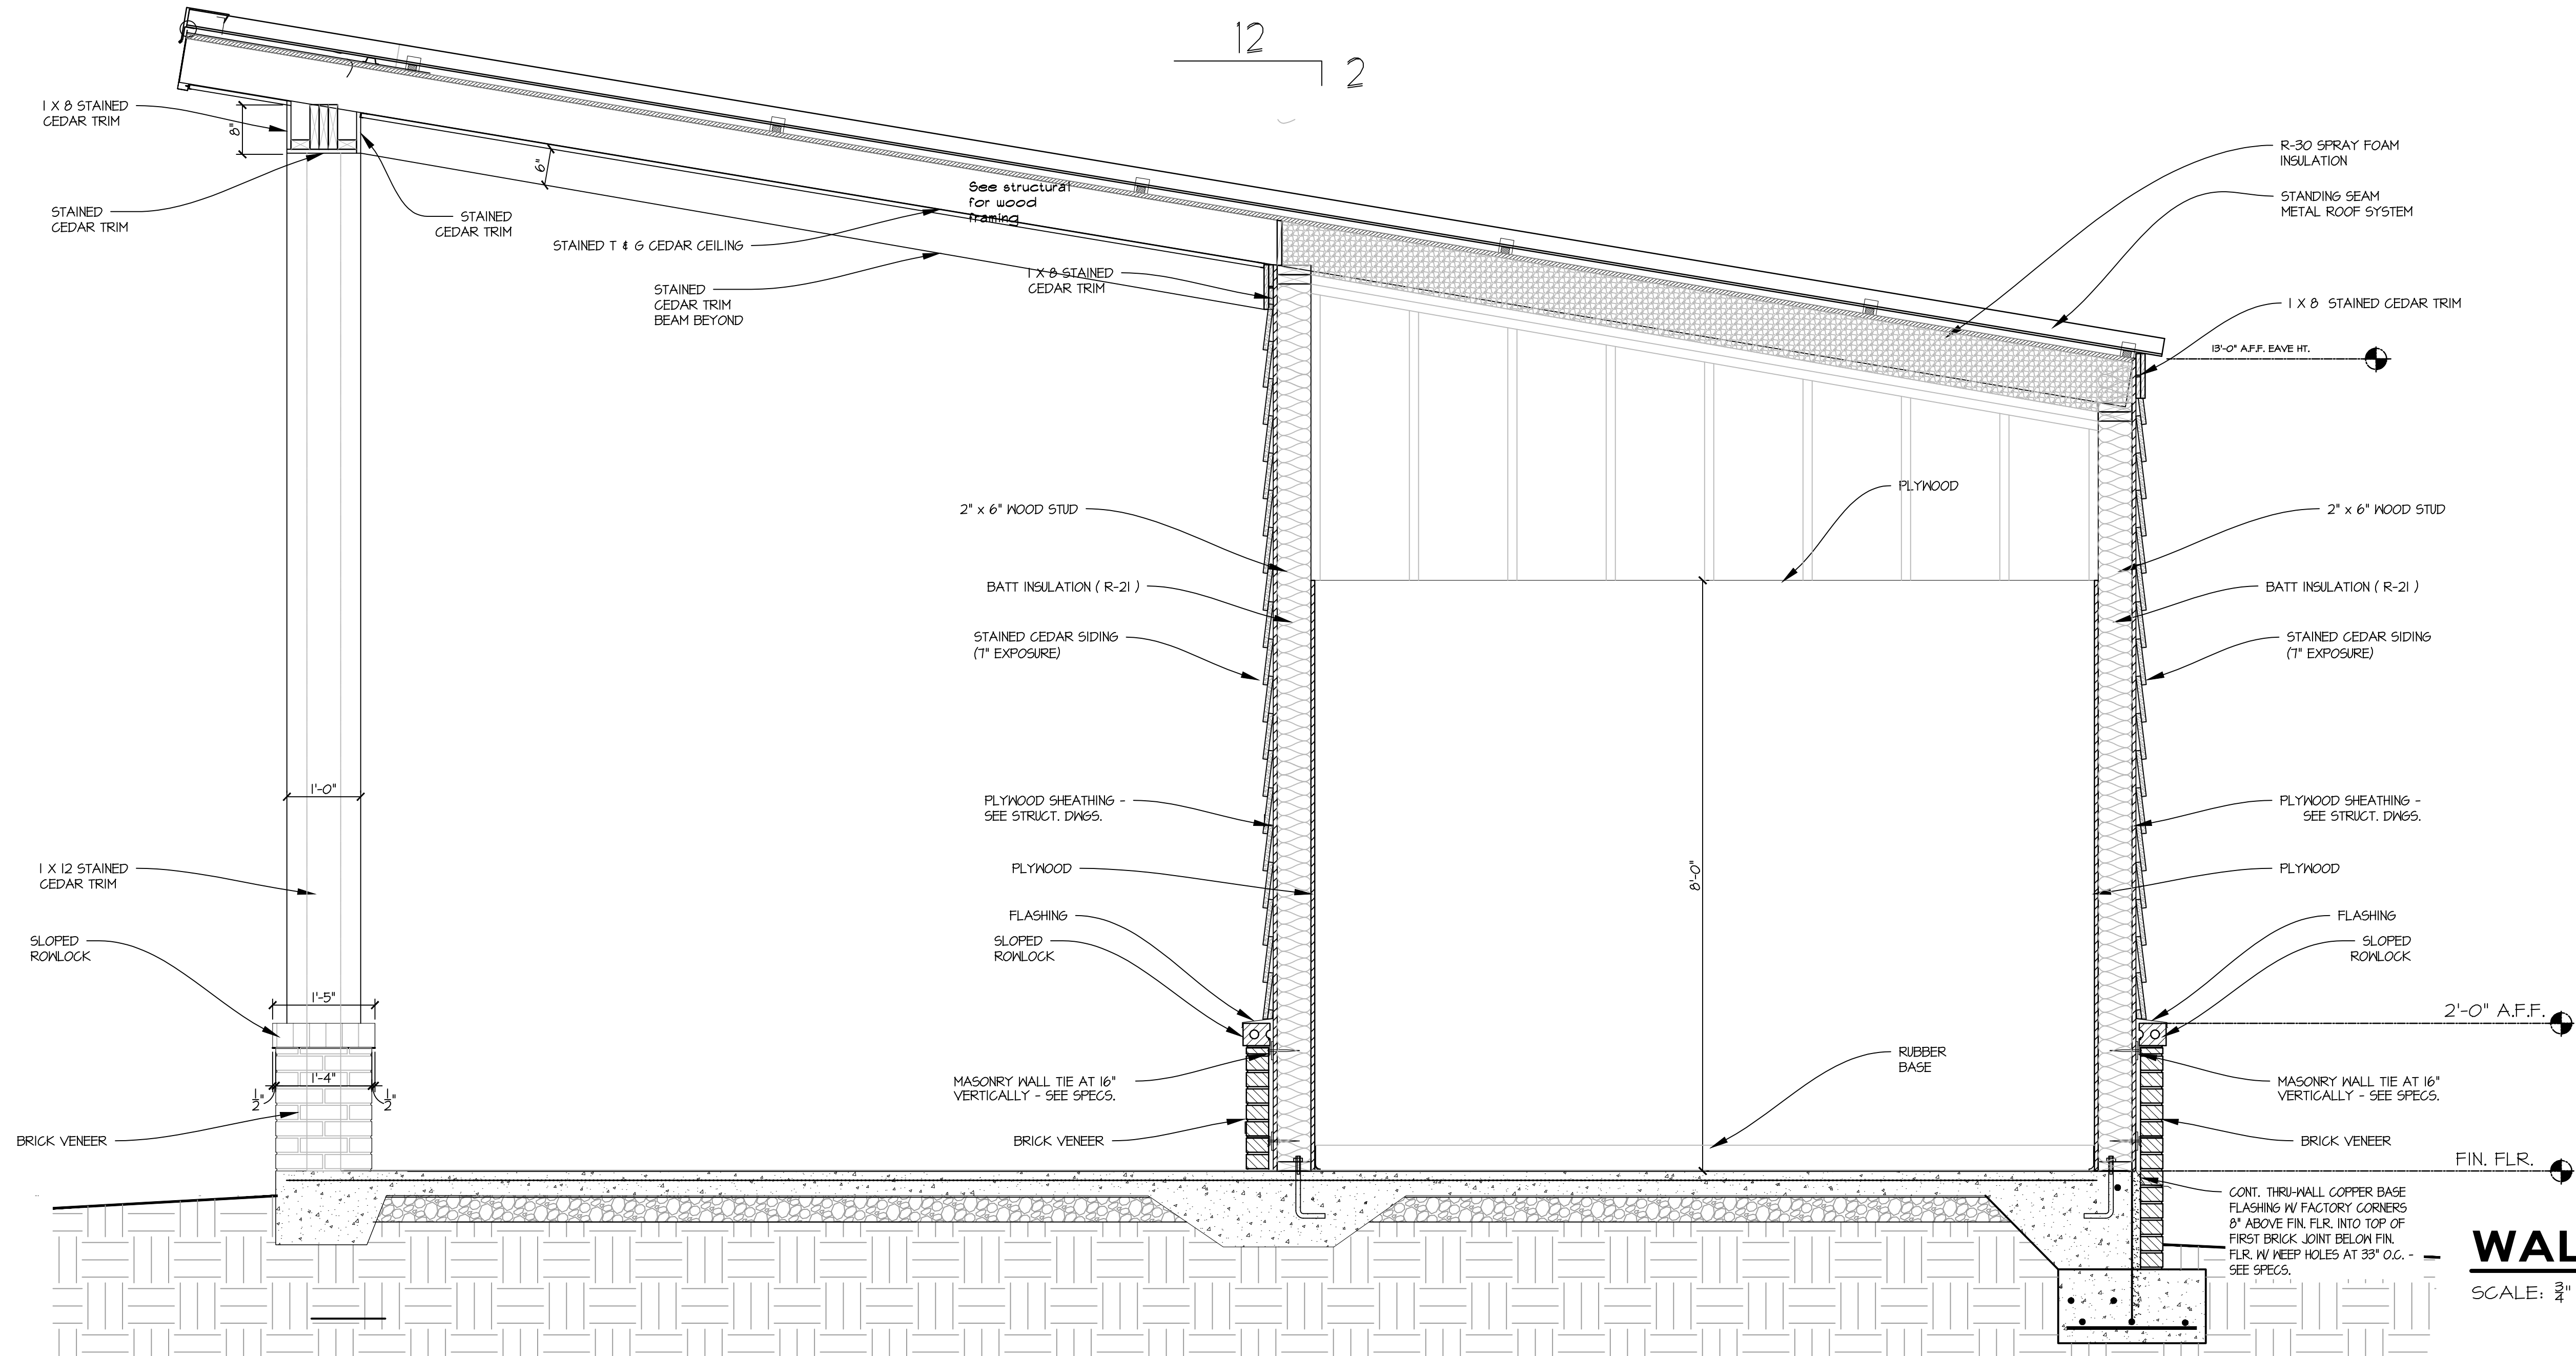 12
2
1 X 8 STAINED
CEDAR TRIM
8"
STAINED
CEDAR TRIM
STAINED
CEDAR TRIM
6"
See structural
for wood
framing
STAINED T & G CEDAR CEILING
STAINED
CEDAR TRIM
BEAM BEYOND
1 X 8 STAINED
CEDAR TRIM
R-30 SPRAY FOAM
INSULATION
STANDING SEAM
METAL ROOF SYSTEM
1 X 8 STAINED CEDAR TRIM
13'-0" A.F.F. EAVE HT.
PLYWOOD
2" x 6" WOOD STUD
BATT INSULATION ( R-21 )
STAINED CEDAR SIDING
(7" EXPOSURE)
2" x 6" WOOD STUD
BATT INSULATION ( R-21 )
STAINED CEDAR SIDING
(7" EXPOSURE)
1'-0"
1 X 12 STAINED
CEDAR TRIM
SLOPED
ROWLOCK
1'-5"
1'-4"
1/2"
1/2"
BRICK VENEER
PLYWOOD SHEATHING -
SEE STRUCT. DWGS.
PLYWOOD
FLASHING
SLOPED
ROWLOCK
MASONRY WALL TIE AT 16"
VERTICALLY - SEE SPECS.
BRICK VENEER
8'-0"
RUBBER
BASE
PLYWOOD SHEATHING -
SEE STRUCT. DWGS.
PLYWOOD
FLASHING
SLOPED
ROWLOCK
2'-0" A.F.F.
MASONRY WALL TIE AT 16"
VERTICALLY - SEE SPECS.
BRICK VENEER
FIN. FLR.
CONT. THRU-WALL COPPER BASE
FLASHING W/ FACTORY CORNERS
8" ABOVE FIN. FLR. INTO TOP OF
FIRST BRICK JOINT BELOW FIN.
FLR. W/ WEEP HOLES AT 33" O.C. -
SEE SPECS.
WAL
SCALE: 3/4"